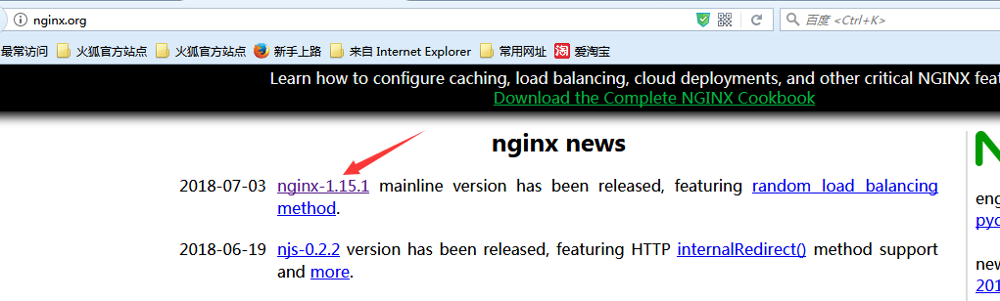 nginx.org
百度 <Ctrl+K>
最常访问 火狐官方站点 火狐官方站点 新手上路 来自 Internet Explorer 常用网址 淘 爱淘宝
Learn how to configure caching, load balancing, cloud deployments, and other critical NGINX feat
Download the Complete NGINX Cookbook
nginx news
2018-07-03 nginx-1.15.1 mainline version has been released, featuring random load balancing
method.
2018-06-19 njs-0.2.2 version has been released, featuring HTTP internalRedirect() method support
and more.
eng
рус
new
201